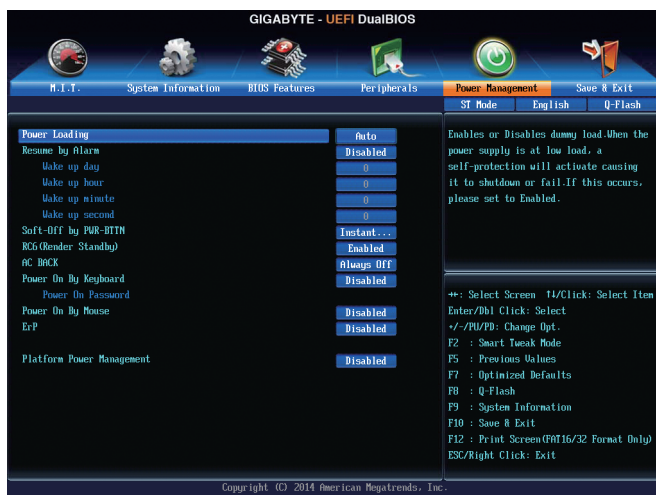 GIGABYTE - UEFI DualBIOS
M.I.T. System Information BIOS Features Peripherals Power Management Save & Exit
ST Mode English Q-Flash
Power Loading Auto
Resume by Alarm Disabled
Wake up day 0
Wake up hour 0
Wake up minute 0
Wake up second 0
Soft-Off by PWR-BTTN Instant...
RC6(Render Standby) Enabled
AC BACK Always Off
Power On By Keyboard Disabled
Power On Password
Power On By Mouse Disabled
ErP Disabled
Platform Power Management Disabled
Enables or Disables dummy load.When the
power supply is at low load, a
self-protection will activate causing
it to shutdown or fail.If this occurs,
please set to Enabled.
→←: Select Screen ↑↓/Click: Select Item
Enter/Dbl Click: Select
+/-/PU/PD: Change Opt.
F2 : Smart Tweak Mode
F5 : Previous Values
F7 : Optimized Defaults
F8 : Q-Flash
F9 : System Information
F10 : Save & Exit
F12 : Print Screen(FAT16/32 Format Only)
ESC/Right Click: Exit
Copyright (C) 2014 American Megatrends, Inc.